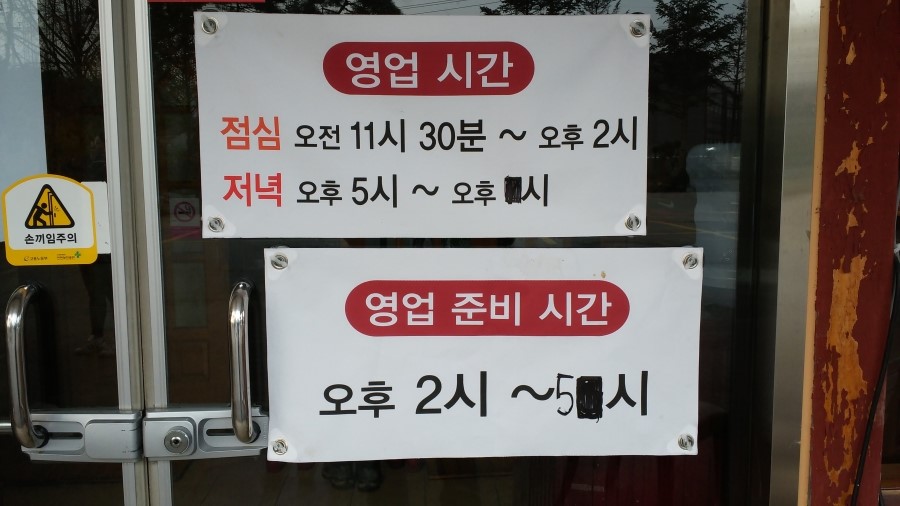 영업 시간
점심 오전 11시 30분 ~ 오후 2시
저녁 오후 5시 ~ 오후 시
손끼임주의
영업 준비 시간
오후 2시 ~5시